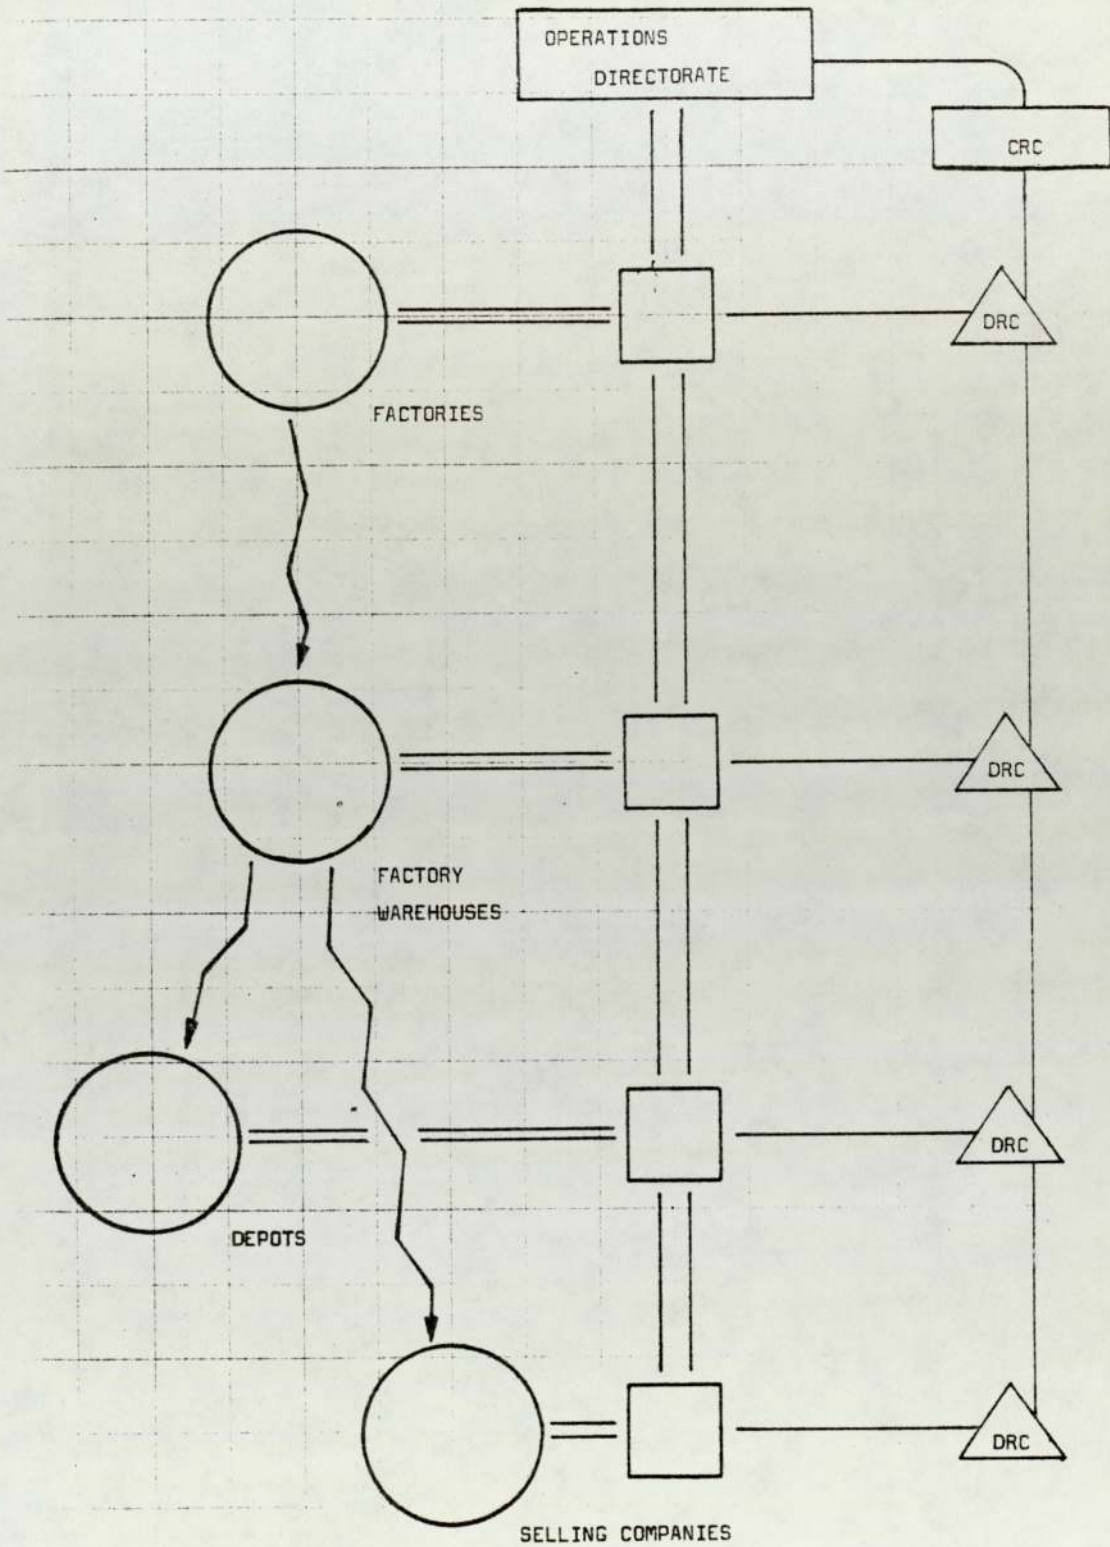 OPERATIONS
DIRECTORATE
CRC
DRC
FACTORIES
DRC
FACTORY
WAREHOUSES
DRC
DEPOTS
DRC
SELLING COMPANIES